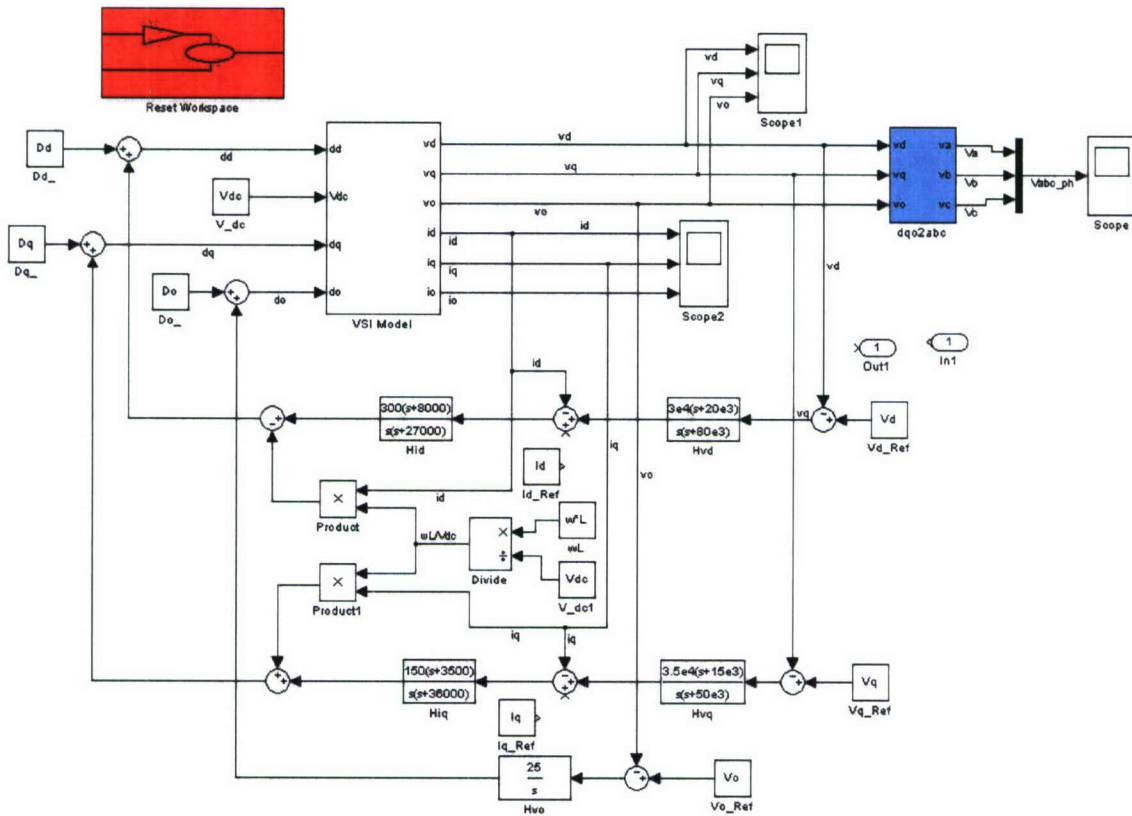 Reset Workspace
vd
vq
vo
Scope1
Dd
Dd_
dd
dd
Vdc
V_dc
Vdc
Dq
Dq_
dq
dq
Do
Do_
do
do
VSI Model
vd
vq
vo
id
iq
io
vd
vq
vo
id
iq
io
id
Scope2
vd
vq
vo
va
vb
vc
dqo2abc
Va
Vb
Vc
Vabc_ph
Scope
vd
1
Out1
1
In1
id
300(s+8000)
s(s+27000)
Hid
3e4(s+20e3)
s(s+80e3)
Hvd
vq
Vd
Vd_Ref
iq
Id
Id_Ref
vo
id
Product
wL/Vdc
Divide
w*L
wL
Vdc
V_dc1
Product1
iq
iq
150(s+3500)
s(s+36000)
Hiq
3.5e4(s+15e3)
s(s+50e3)
Hvq
Vq
Vq_Ref
Iq
Iq_Ref
25
s
Hvo
Vo
Vo_Ref